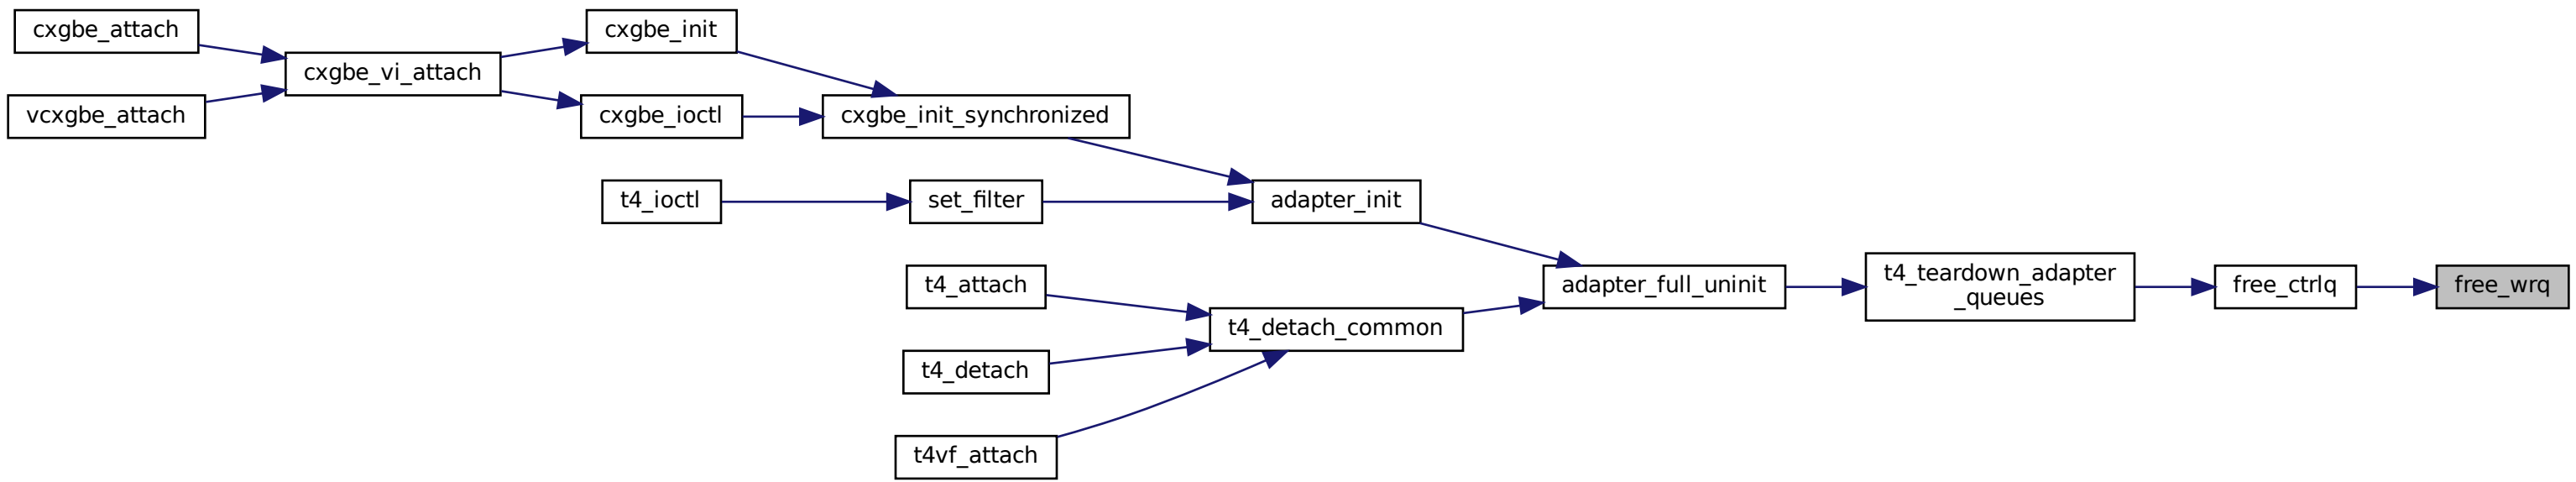 cxgbe_attach
vcxgbe_attach
cxgbe_vi_attach
cxgbe_init
cxgbe_ioctl
cxgbe_init_synchronized
t4_ioctl
set_filter
adapter_init
t4_attach
t4_detach
t4vf_attach
t4_detach_common
adapter_full_uninit
t4_teardown_adapter
_queues
free_ctrlq
free_wrq